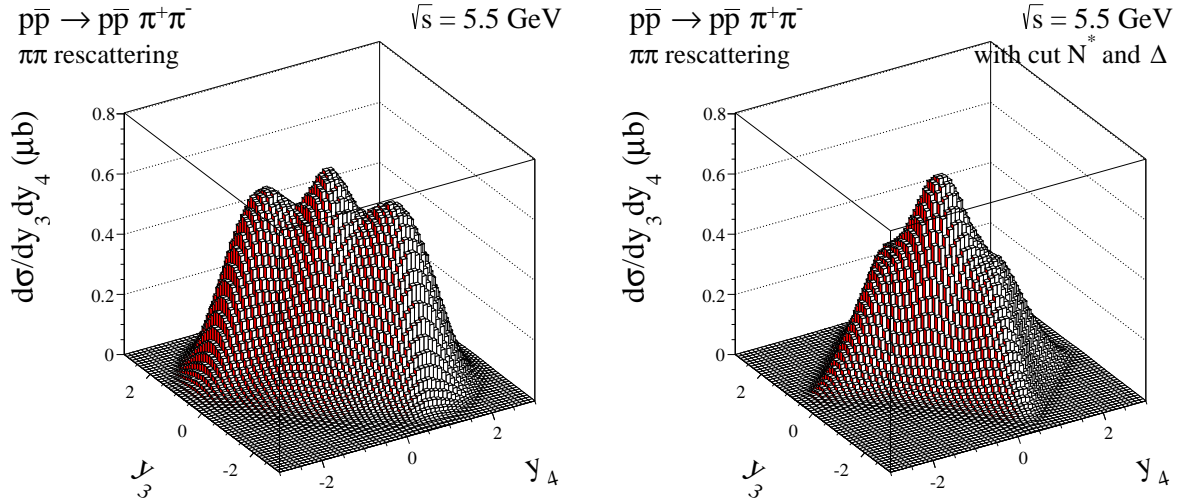 pp̅ → pp̅ π⁺π⁻
√s = 5.5 GeV
ππ rescattering
dσ/dy₃dy₄ (μb)
0.8
0.6
0.4
0.2
0
2
0
-2
y₃
-2
0
2
y₄
pp̅ → pp̅ π⁺π⁻
√s = 5.5 GeV
ππ rescattering
with cut N* and Δ
dσ/dy₃dy₄ (μb)
0.8
0.6
0.4
0.2
0
2
0
-2
y₃
-2
0
2
y₄